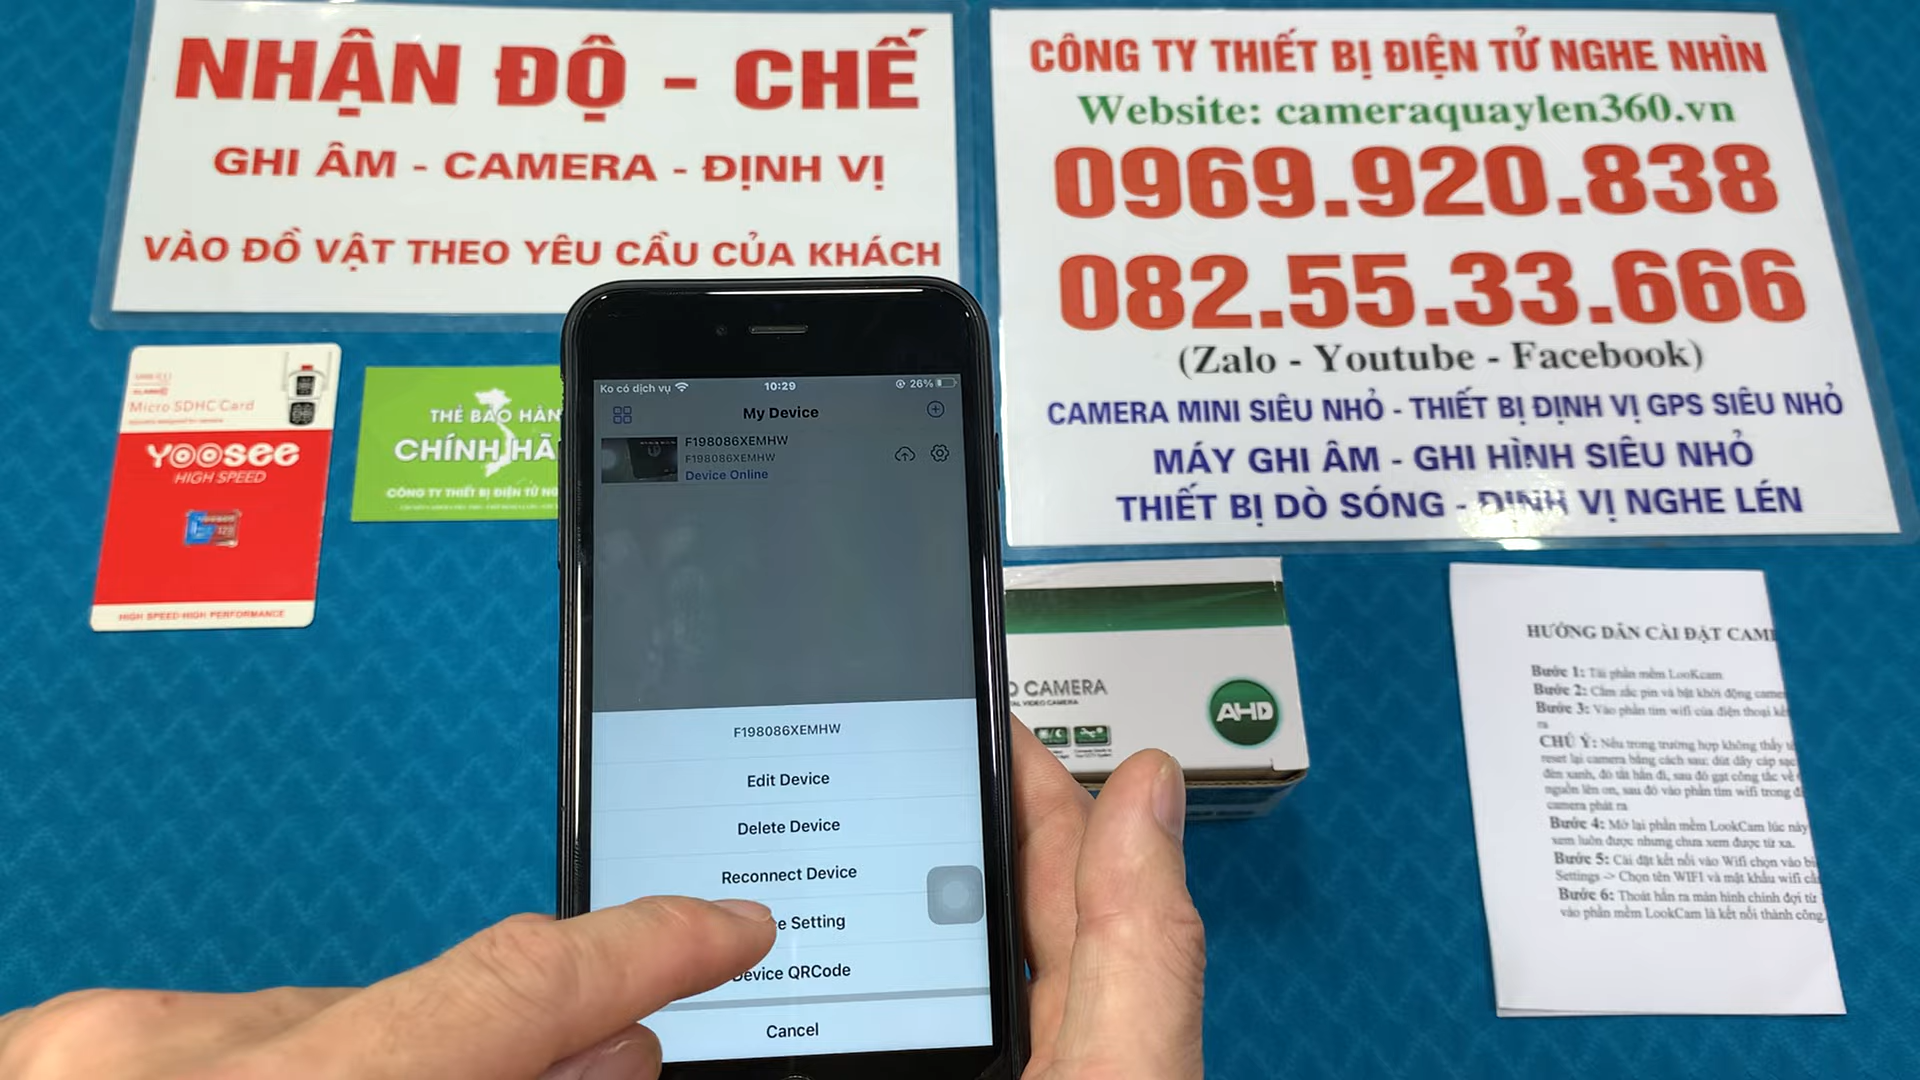 NHẬN ĐỘ - CHẾ
GHI ÂM - CAMERA - ĐỊNH VỊ
VÀO ĐỒ VẬT THEO YÊU CẦU CỦA KHÁCH
CÔNG TY THIẾT BỊ ĐIỆN TỬ NGHE NHÌN
Website: cameraquaylen360.vn
0969.920.838
082.55.33.666
(Zalo - Youtube - Facebook)
CAMERA MINI SIÊU NHỎ - THIẾT BỊ ĐỊNH VỊ GPS SIÊU NHỎ
MÁY GHI ÂM - GHI HÌNH SIÊU NHỎ
THIẾT BỊ DÒ SÓNG - ĐỊNH VỊ NGHE LÉN
Micro SDHC Card
YOOSEE
HIGH SPEED
HIGH SPEED·HIGH PERFORMANCE
THẺ BẢO HÀN
CHÍNH HÃ
CÔNG TY THIẾT BỊ ĐIỆN TỬ NG
Ko có dịch vụ
10:29
26%
My Device
F198086XEMHW
F198086XEMHW
Device Online
F198086XEMHW
Edit Device
Delete Device
Reconnect Device
e Setting
Device QRCode
Cancel
CAMERA
AHD
HƯỚNG DẪN CÀI ĐẶT CAM
Bước 1: Tải phần mềm LooKcam
Bước 2: Cắm sắc pin và bật khởi động came
Bước 3: Vào phần tìm wifi của điện thoại kế
ra
CHÚ Ý: Nếu trong trường hợp không thấy t
reset lại camera bằng cách sau: dút dây cáp sạc
đèn xanh, đỏ tắt hẳn đi, sau đó gạt công tắc về
nguồn lên on, sau đó vào phần tìm wifi trong đ
camera phát ra
Bước 4: Mở lại phần mềm LookCam lúc này
xem luôn được nhưng chưa xem được từ xa.
Bước 5: Cài đặt kết nối vào Wifi chọn vào bi
Settings -> Chọn tên WIFI và mật khẩu wifi cầ
Bước 6: Thoát hẳn ra màn hình chính đợi từ
vào phần mềm LookCam là kết nối thành công.